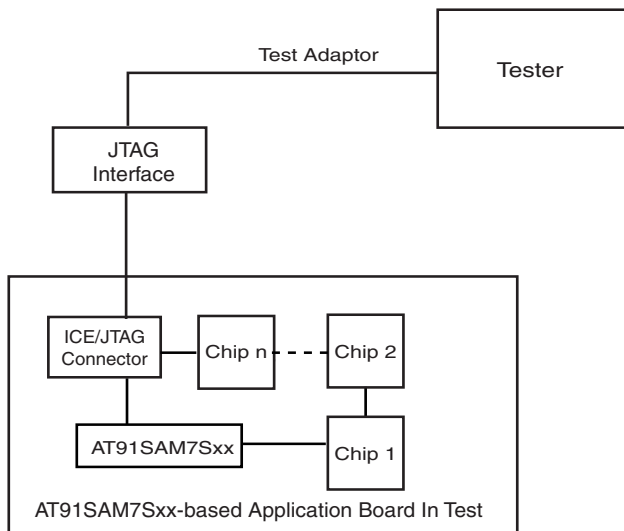 Test Adaptor
Tester
JTAG
Interface
ICE/JTAG
Connector
Chip n
Chip 2
AT91SAM7Sxx
Chip 1
AT91SAM7Sxx-based Application Board In Test